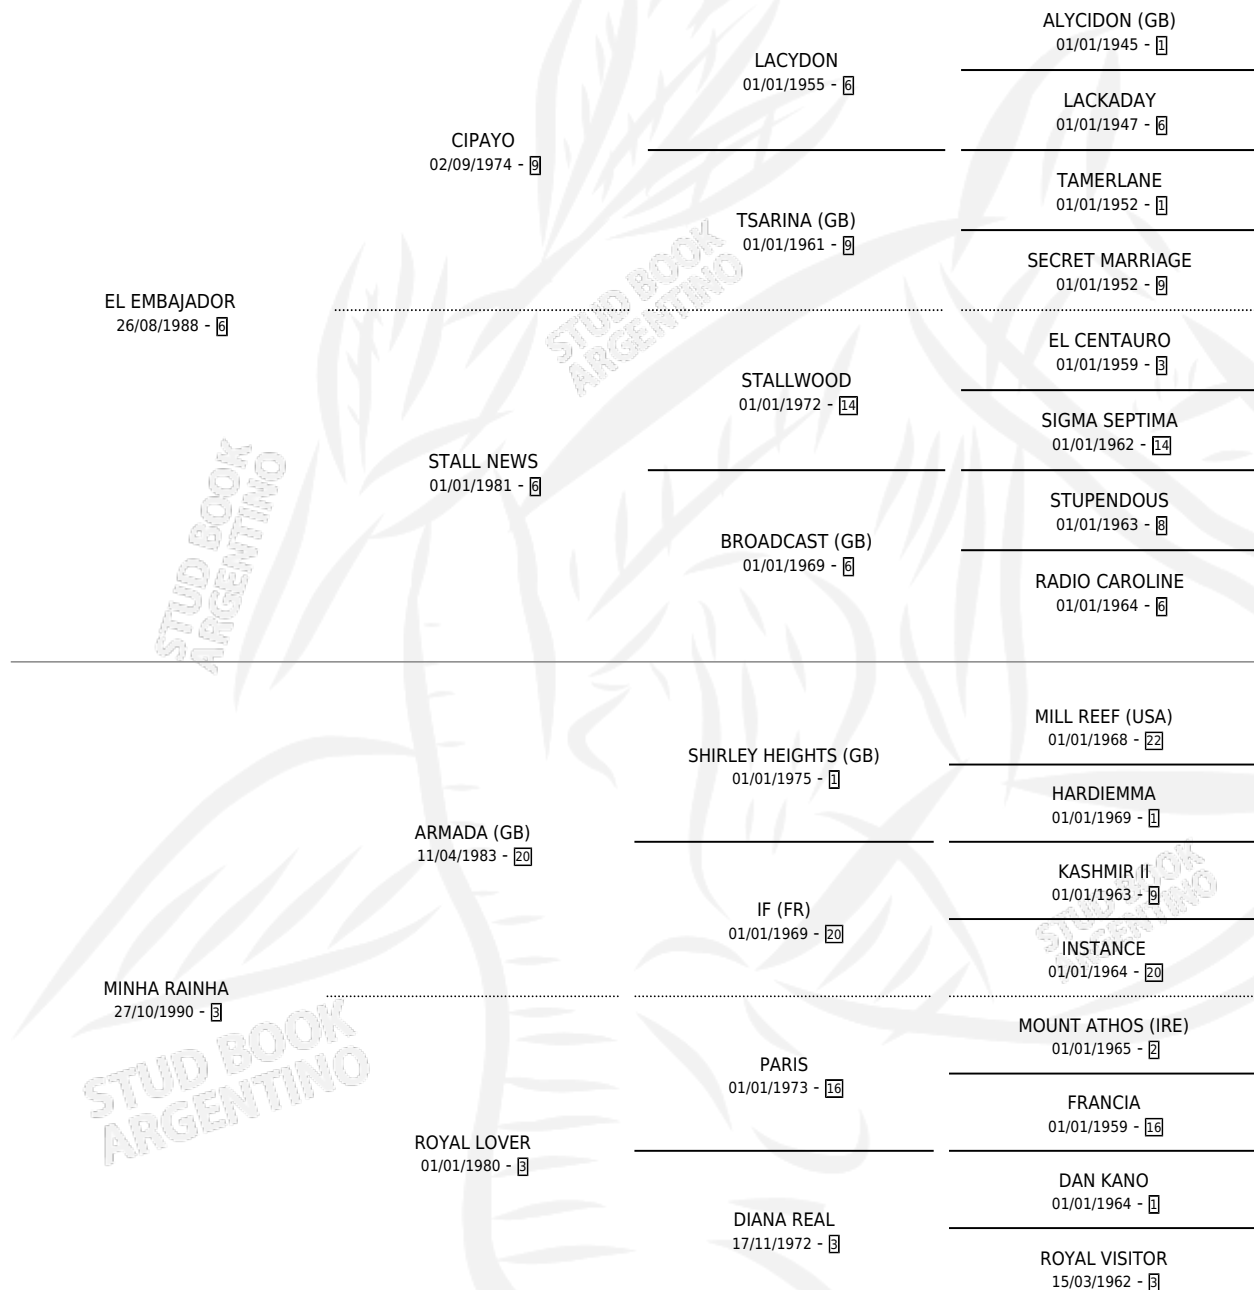 ALYCIDON (GB)
01/01/1945 - 1
LACYDON
01/01/1955 - 6
LACKADAY
01/01/1947 - 6
CIPAYO
02/09/1974 - 9
TAMERLANE
01/01/1952 - 1
TSARINA (GB)
01/01/1961 - 9
SECRET MARRIAGE
01/01/1952 - 9
EL EMBAJADOR
26/08/1988 - 6
EL CENTAURO
01/01/1959 - 3
STALLWOOD
01/01/1972 - 14
SIGMA SEPTIMA
01/01/1962 - 14
STALL NEWS
01/01/1981 - 6
STUPENDOUS
01/01/1963 - 8
BROADCAST (GB)
01/01/1969 - 6
RADIO CAROLINE
01/01/1964 - 6
STUD BOOK
ARGENTINO
STUD BOOK
ARGENTINO
MILL REEF (USA)
01/01/1968 - 22
SHIRLEY HEIGHTS (GB)
01/01/1975 - 1
HARDIEMMA
01/01/1969 - 1
ARMADA (GB)
11/04/1983 - 20
KASHMIR II
01/01/1963 - 9
IF (FR)
01/01/1969 - 20
INSTANCE
01/01/1964 - 20
MINHA RAINHA
27/10/1990 - 3
MOUNT ATHOS (IRE)
01/01/1965 - 2
PARIS
01/01/1973 - 16
FRANCIA
01/01/1959 - 16
ROYAL LOVER
01/01/1980 - 3
DAN KANO
01/01/1964 - 1
DIANA REAL
17/11/1972 - 3
ROYAL VISITOR
15/03/1962 - 3
STUD BOOK
ARGENTINO
STUD BOOK
ARGENTINO